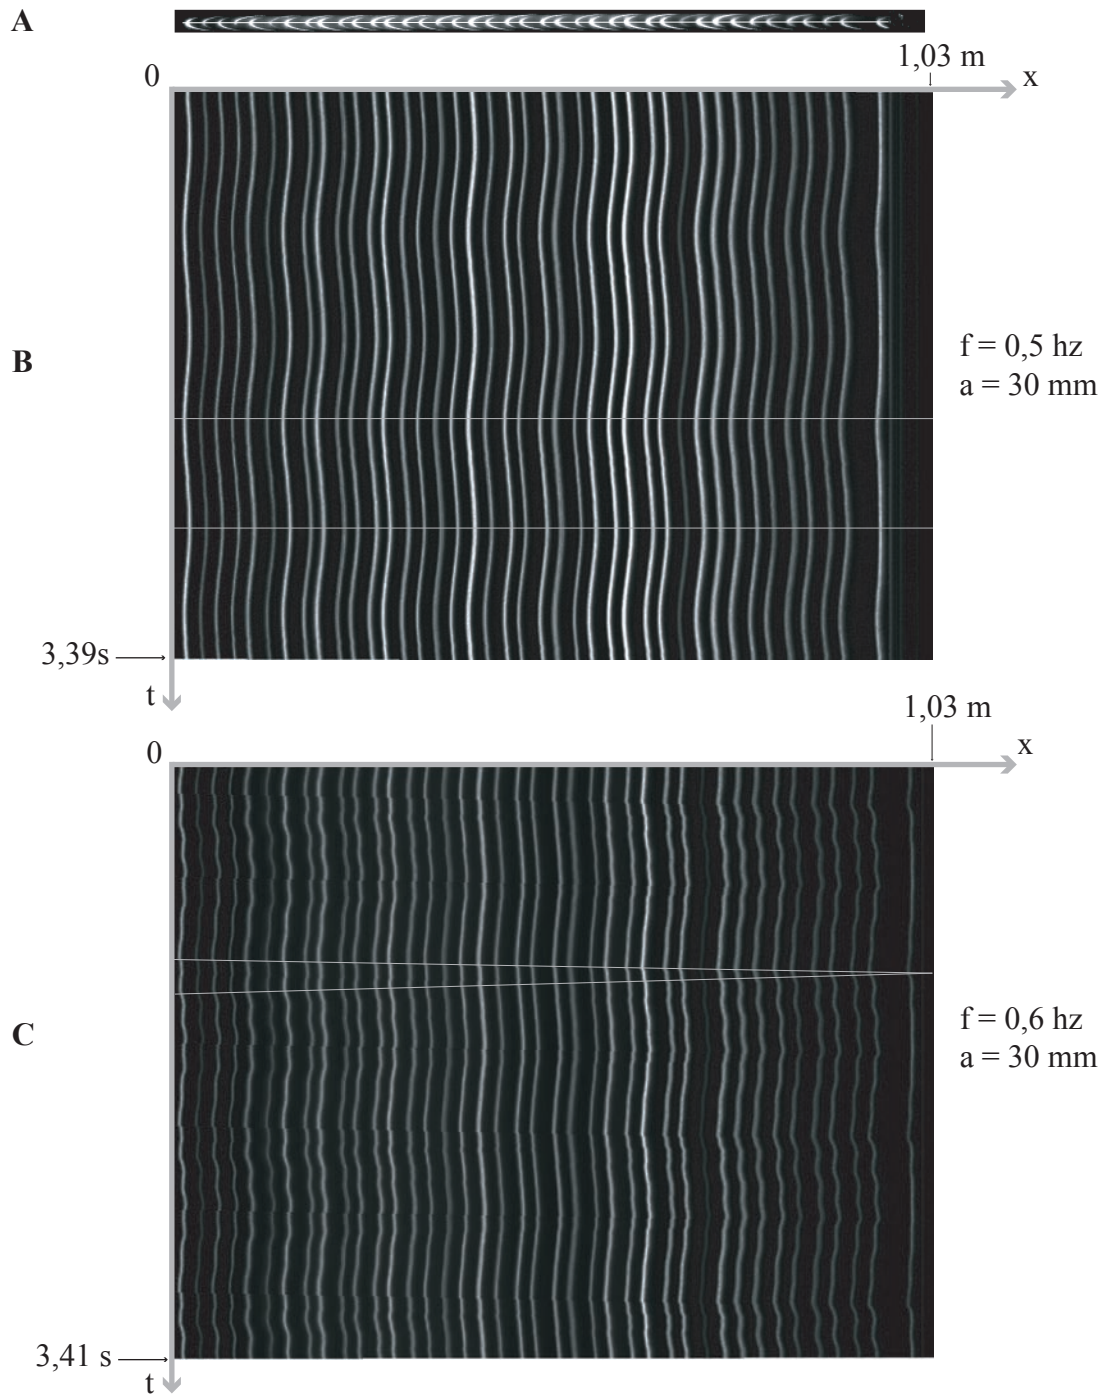 A
1,03 m
0
x
B
f = 0,5 hz
a = 30 mm
3,39s
t
1,03 m
0
x
C
f = 0,6 hz
a = 30 mm
3,41 s
t